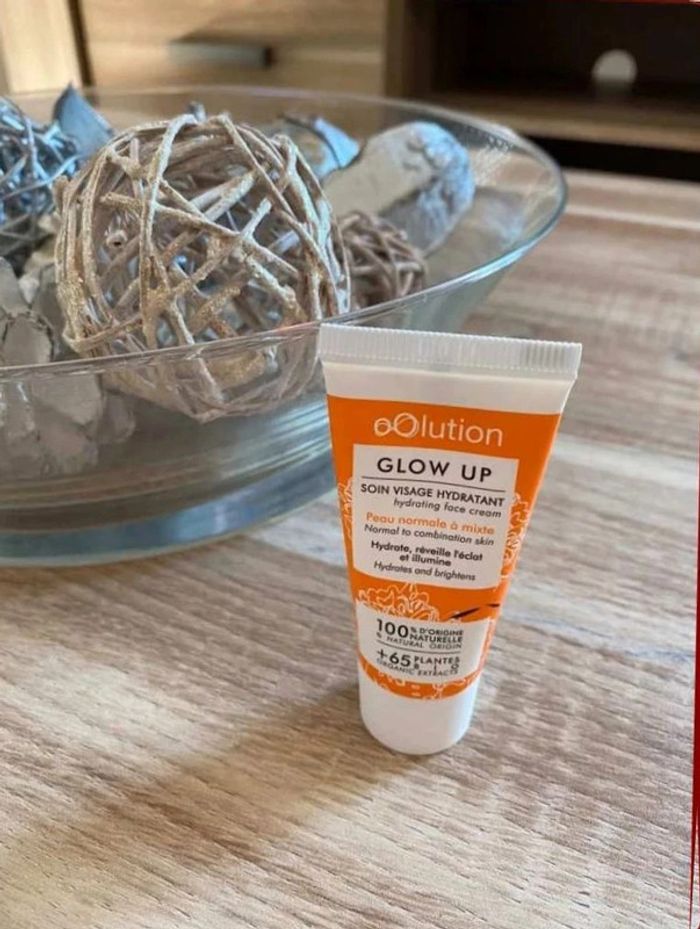 oOlution
GLOW UP
SOIN VISAGE HYDRATANT
hydrating face cream
Peau normale à mixte
Normal to combination skin
Hydrate, réveille l'éclat
et illumine
Hydrates and brightens
100% D'ORIGINE
NATURELLE
% NATURAL ORIGIN
+65 PLANTES
BIO
ORGANIC EXTRACTS